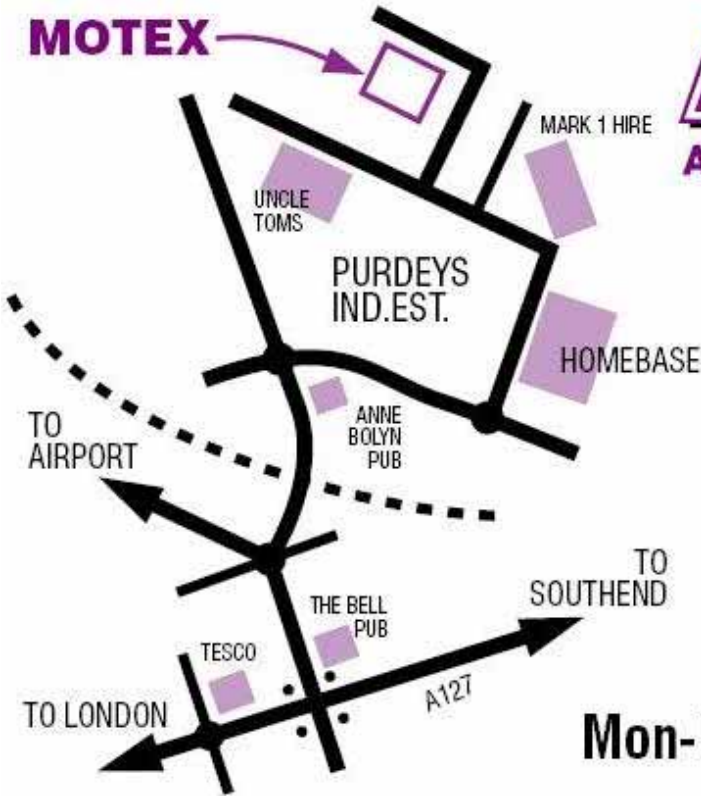 MOTEX
MARK 1 HIRE
A
UNCLE
TOMS
PURDEYS
IND.EST.
HOMEBASE
ANNE
BOLYN
PUB
TO
AIRPORT
TO
SOUTHEND
THE BELL
PUB
TESCO
A127
TO LONDON
Mon-